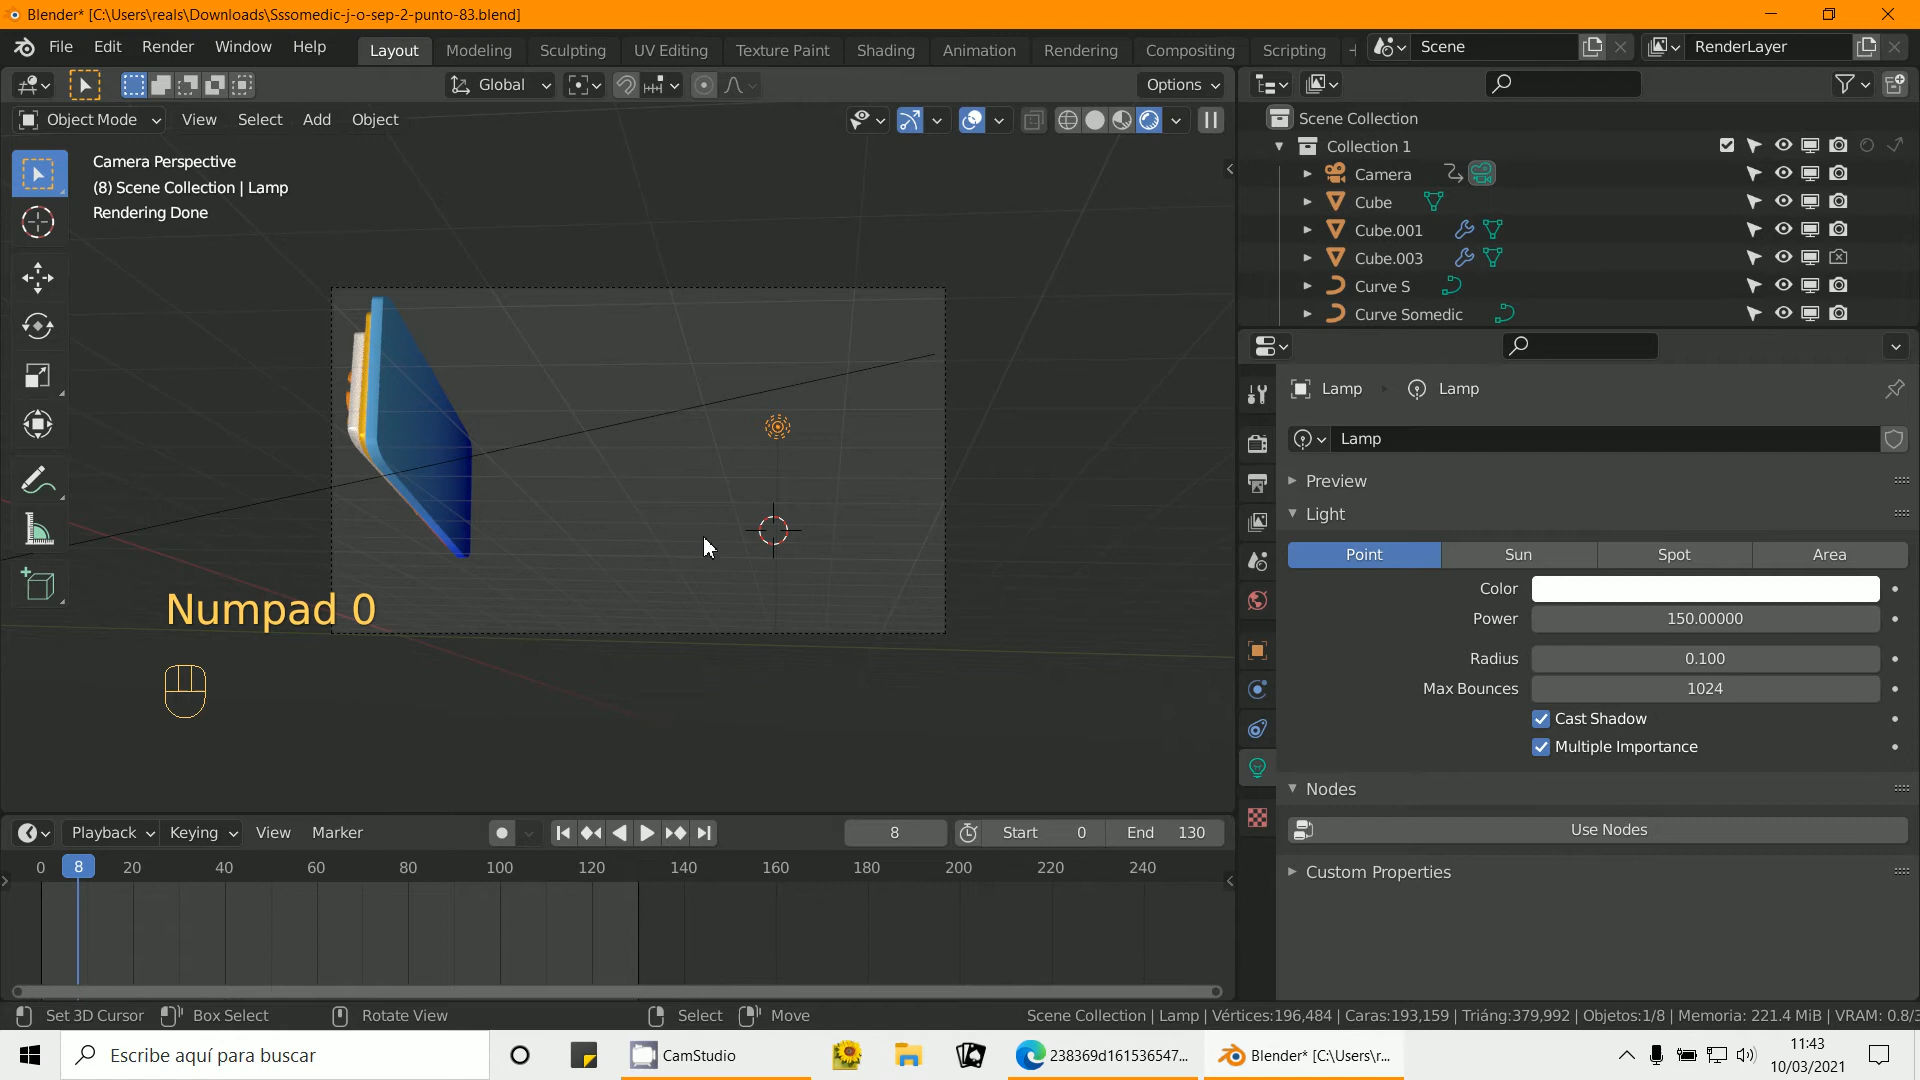 Blender* [C:\Users\reals\Downloads\Sssomedic-j-o-sep-2-punto-83.blend]
File Edit Render Window Help
Layout Modeling Sculpting UV Editing Texture Paint Shading Animation Rendering Compositing Scripting
Scene
RenderLayer
Global
Options
Object Mode View Select Add Object
Camera Perspective
(8) Scene Collection | Lamp
Rendering Done
Numpad 0
Scene Collection
Collection 1
Camera
Cube
Cube.001
Cube.003
Curve S
Curve Somedic
Lamp Lamp
Lamp
Preview
Light
Point Sun Spot Area
Color
Power 150.00000
Radius 0.100
Max Bounces 1024
Cast Shadow
Multiple Importance
Nodes
Use Nodes
Custom Properties
Playback Keying View Marker
8 Start 0 End 130
0 8 20 40 60 80 100 120 140 160 180 200 220 240
Set 3D Cursor Box Select Rotate View Select Move
Scene Collection | Lamp | Vértices:196,484 | Caras:193,159 | Triáng:379,992 | Objetos:1/8 | Memoria: 221.4 MiB | VRAM: 0.8/3
Escribe aquí para buscar
CamStudio
238369d161536547...
Blender* [C:\Users\r...
11:43
10/03/2021